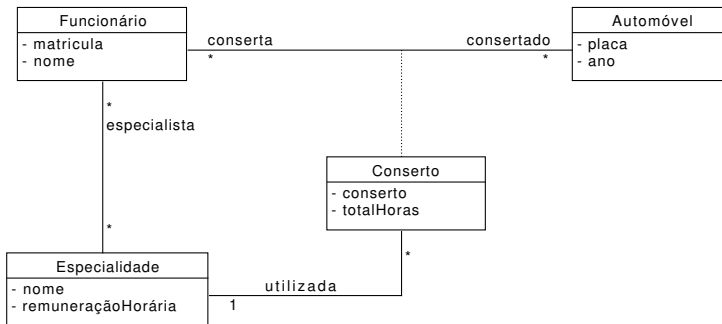 Funcionário
- matricula
- nome
conserta
*
consertado
*
Automóvel
- placa
- ano
*
especialista
*
Conserto
- conserto
- totalHoras
*
Especialidade
- nome
- remuneraçãoHorária
utilizada
1